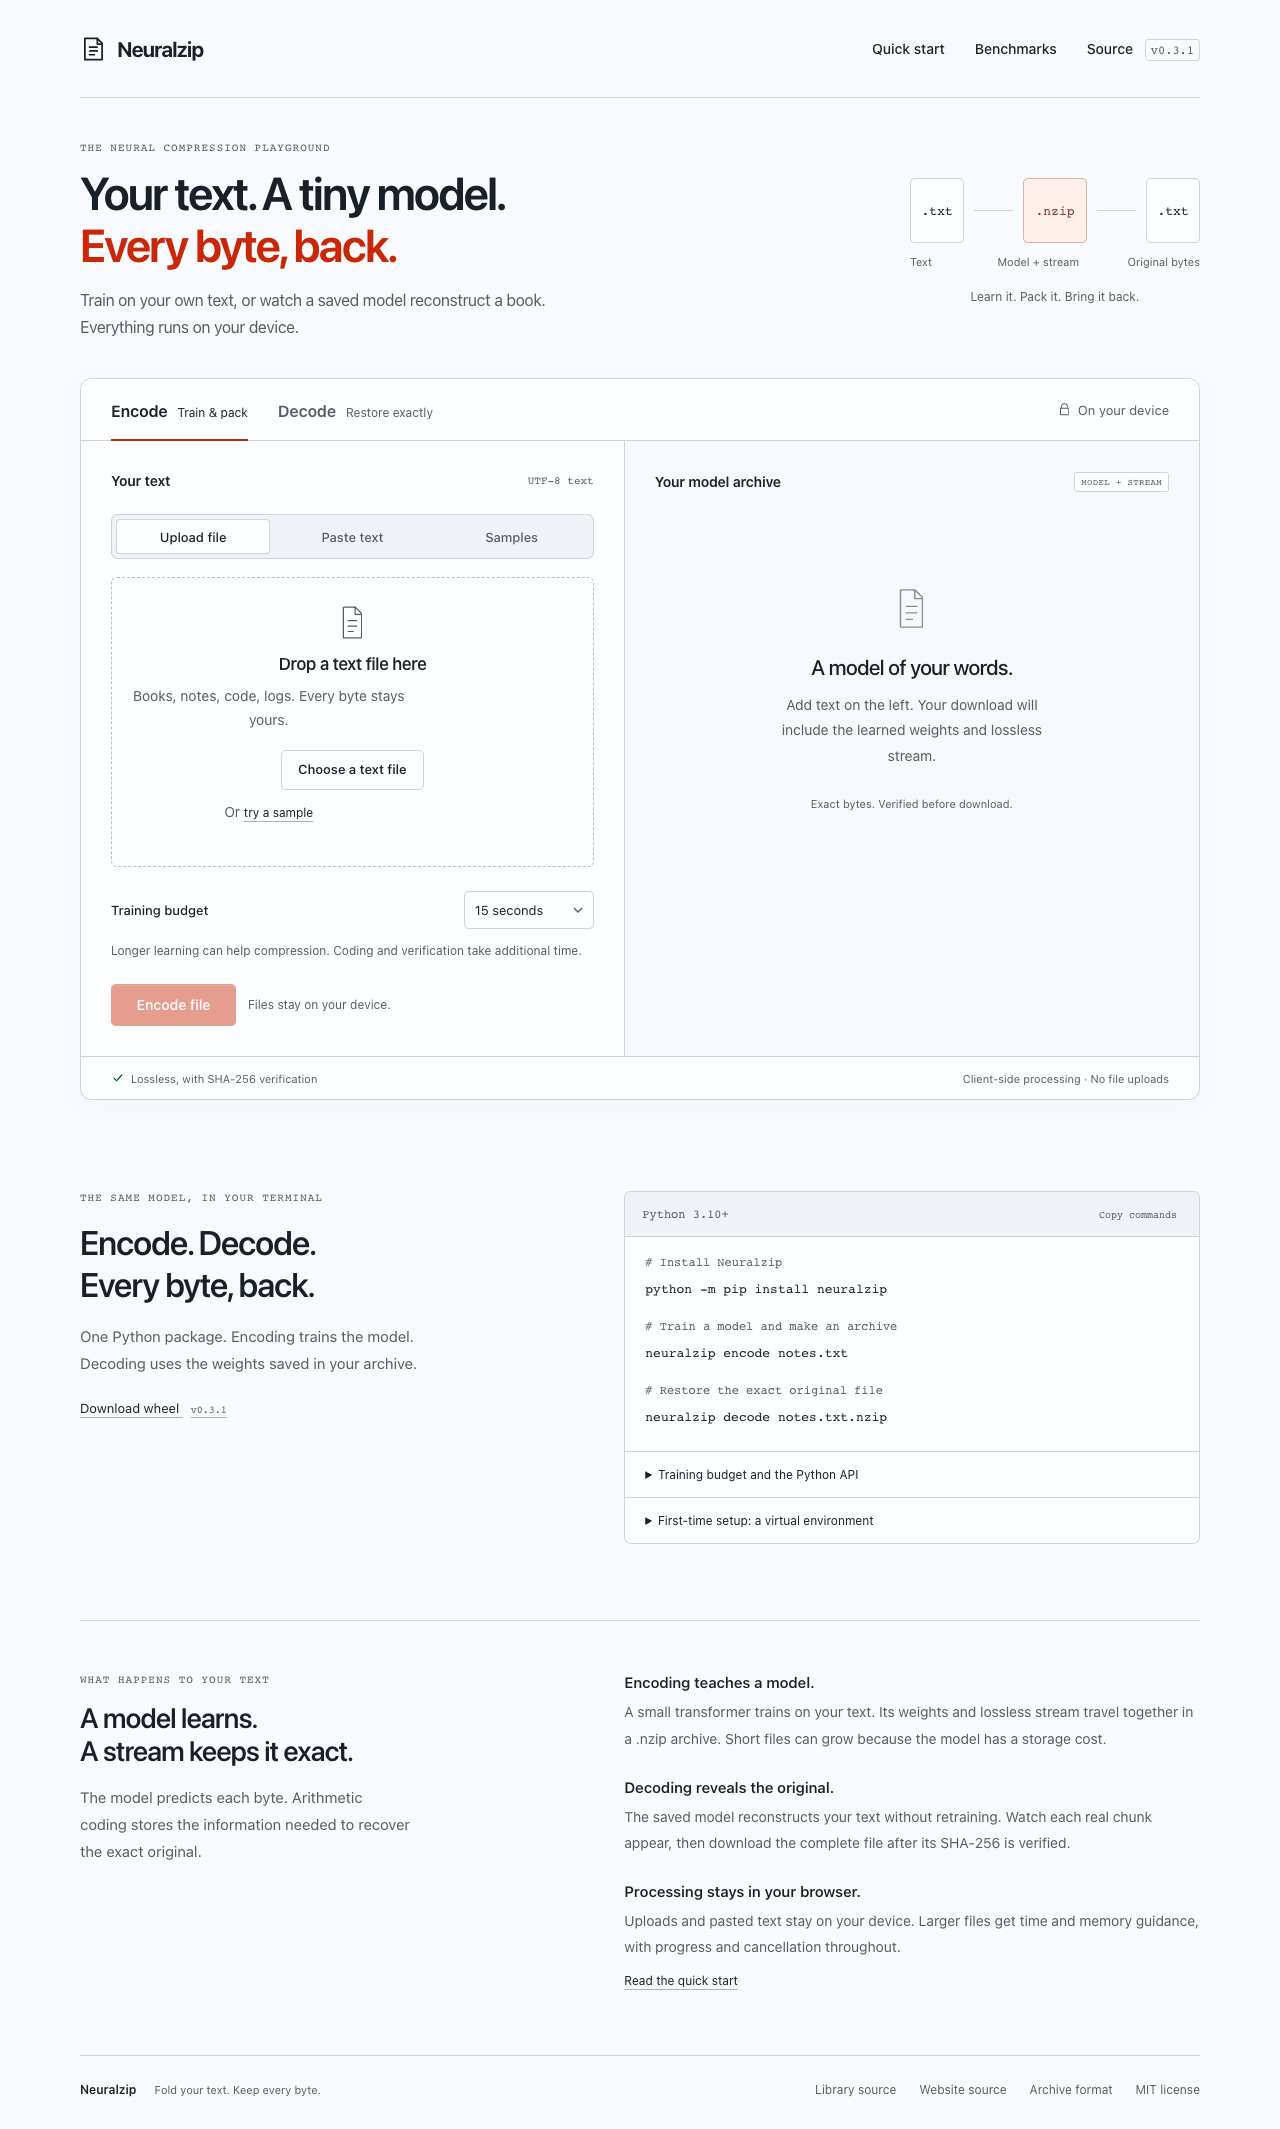 Neuralzip
Quick start
Benchmarks
Source
v0.3.1
THE NEURAL COMPRESSION PLAYGROUND
Your text. A tiny model.
Every byte, back.
Train on your own text, or watch a saved model reconstruct a book.
Everything runs on your device.
.txt
.nzip
.txt
Text
Model + stream
Original bytes
Learn it. Pack it. Bring it back.
Encode Train & pack
Decode Restore exactly
On your device
Your text
UTF-8 text
Upload file
Paste text
Samples
Drop a text file here
Books, notes, code, logs. Every byte stays
yours.
Choose a text file
Or try a sample
Training budget
15 seconds
Longer learning can help compression. Coding and verification take additional time.
Encode file
Files stay on your device.
Your model archive
MODEL + STREAM
A model of your words.
Add text on the left. Your download will
include the learned weights and lossless
stream.
Exact bytes. Verified before download.
Lossless, with SHA-256 verification
Client-side processing · No file uploads
THE SAME MODEL, IN YOUR TERMINAL
Encode. Decode.
Every byte, back.
One Python package. Encoding trains the model.
Decoding uses the weights saved in your archive.
Download wheel v0.3.1
Python 3.10+
Copy commands
# Install Neuralzip
python -m pip install neuralzip
# Train a model and make an archive
neuralzip encode notes.txt
# Restore the exact original file
neuralzip decode notes.txt.nzip
Training budget and the Python API
First-time setup: a virtual environment
WHAT HAPPENS TO YOUR TEXT
A model learns.
A stream keeps it exact.
The model predicts each byte. Arithmetic
coding stores the information needed to recover
the exact original.
Encoding teaches a model.
A small transformer trains on your text. Its weights and lossless stream travel together in
a .nzip archive. Short files can grow because the model has a storage cost.
Decoding reveals the original.
The saved model reconstructs your text without retraining. Watch each real chunk
appear, then download the complete file after its SHA-256 is verified.
Processing stays in your browser.
Uploads and pasted text stay on your device. Larger files get time and memory guidance,
with progress and cancellation throughout.
Read the quick start
Neuralzip
Fold your text. Keep every byte.
Library source
Website source
Archive format
MIT license